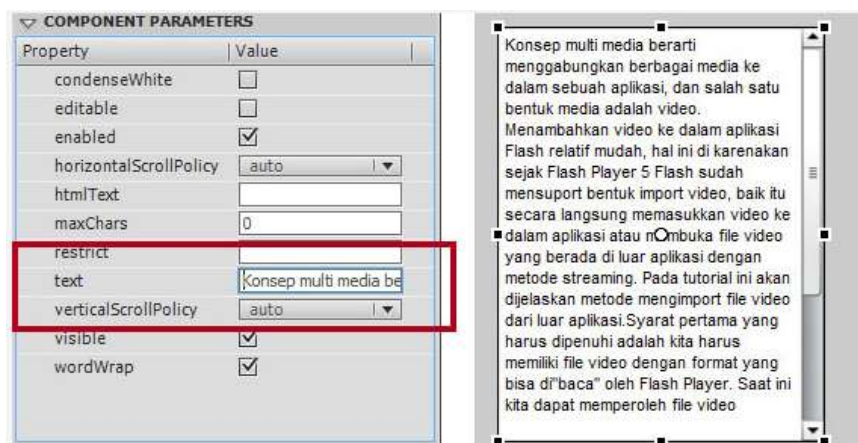 COMPONENT PARAMETERS
Property Value
condenseWhite
editable
enabled
horizontalScrollPolicy auto
htmlText
maxChars 0
restrict
text Konsep multi media be
verticalScrollPolicy auto
visible
wordWrap
Konsep multi media berarti
menggabungkan berbagai media ke
dalam sebuah aplikasi, dan salah satu
bentuk media adalah video.
Menambahkan video ke dalam aplikasi
Flash relatif mudah, hal ini di karenakan
sejak Flash Player 5 Flash sudah
mensuport bentuk import video, baik itu
secara langsung memasukkan video ke
dalam aplikasi atau membuka file video
yang berada di luar aplikasi dengan
metode streaming. Pada tutorial ini akan
dijelaskan metode mengimport file video
dari luar aplikasi.Syarat pertama yang
harus dipenuhi adalah kita harus
memiliki file video dengan format yang
bisa di"baca" oleh Flash Player. Saat ini
kita dapat memperoleh file video